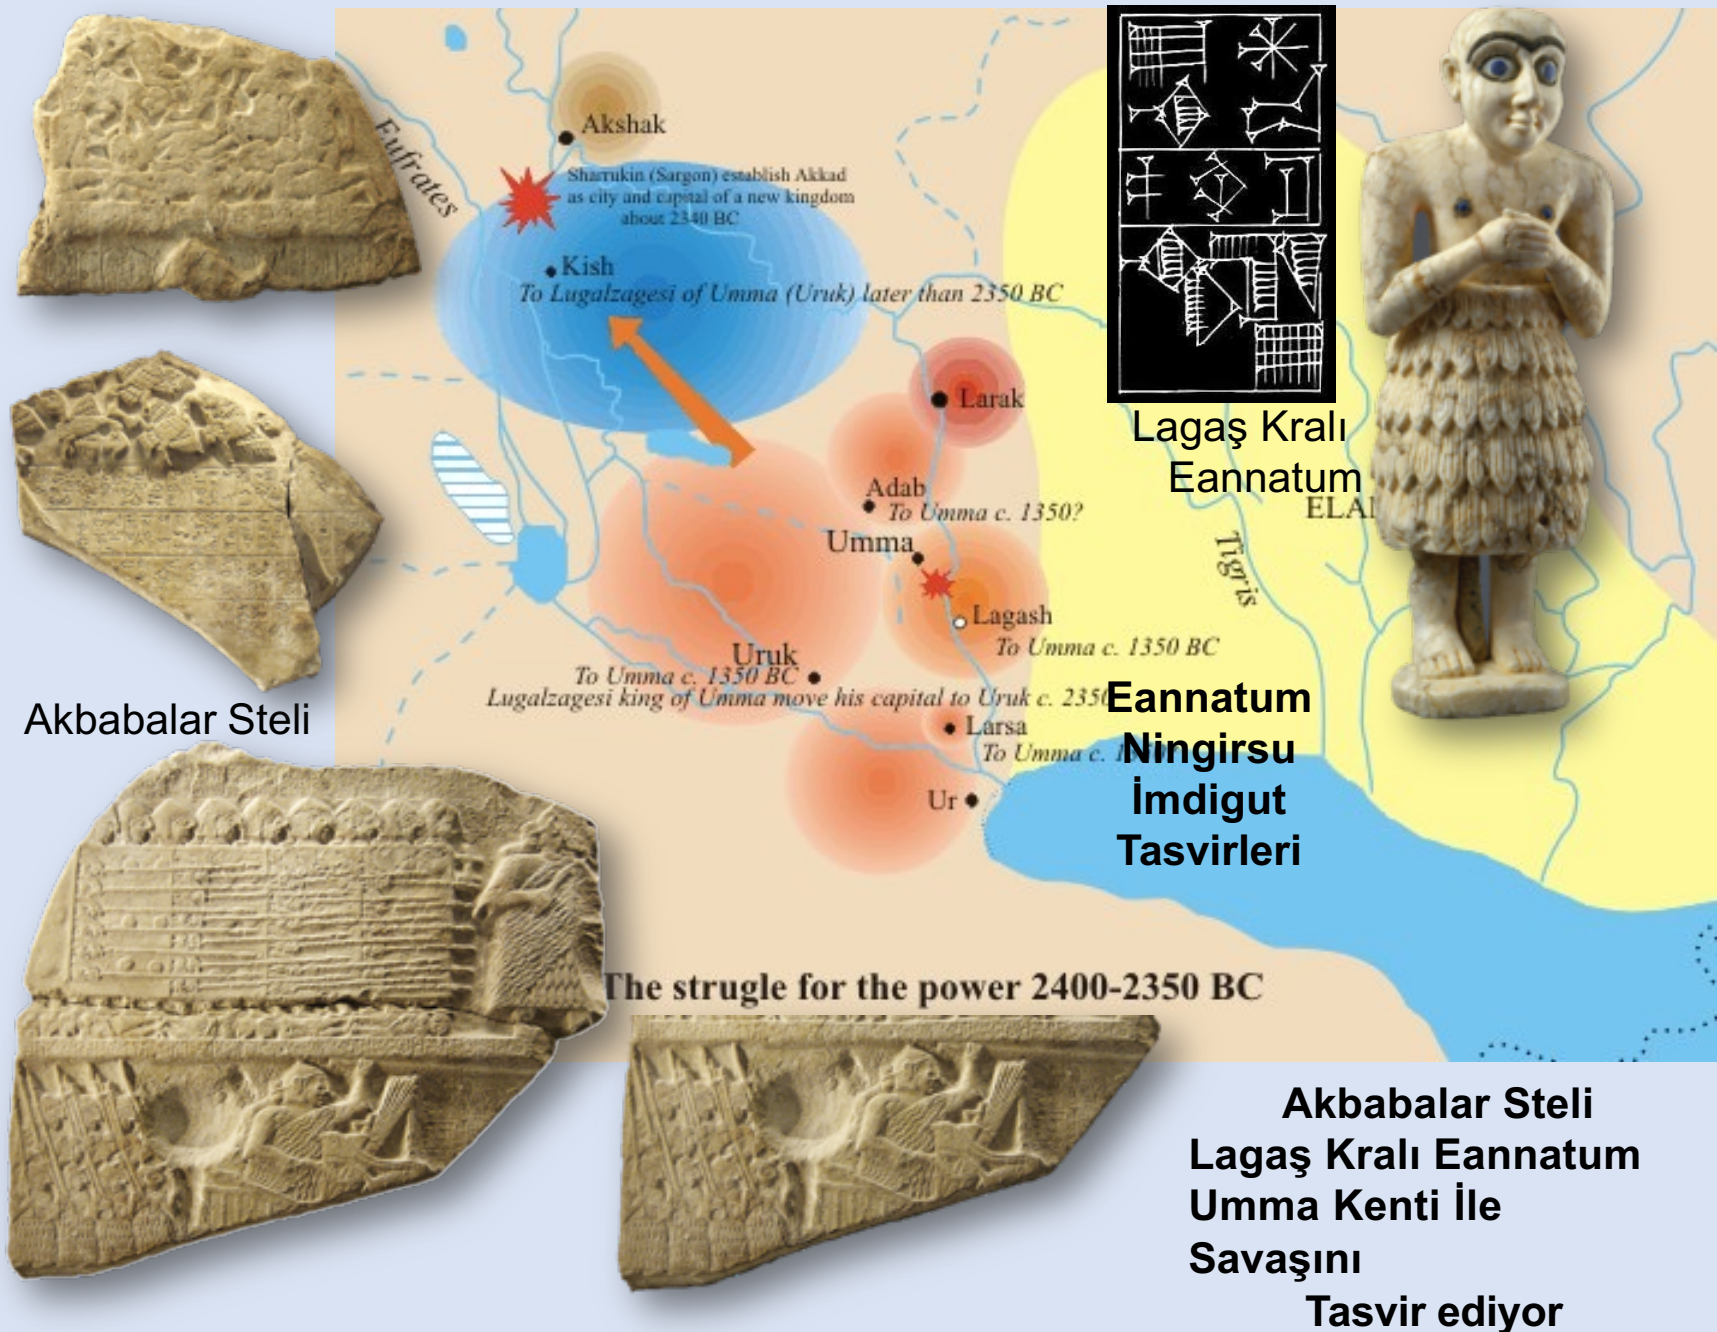 Akshak
Eufrates
Sharrukin (Sargon) establish Akkad
as city and capital of a new kingdom
about 2340 BC
Kish
To Lugalzagesi of Umma (Uruk) later than 2350 BC
Larak
Lagaş Kralı
Eannatum
Adab
To Umma c. 1350?
ELA
Umma
Tigris
Lagash
To Umma c. 1350 BC
Uruk
To Umma c. 1350 BC
Lugalzagesi king of Umma move his capital to Uruk c. 2350
Akbabalar Steli
Larsa
To Umma c.
Ur
Eannatum
Ningirsu
İmdigut
Tasvirleri
The strugle for the power 2400-2350 BC
Akbabalar Steli
Lagaş Kralı Eannatum
Umma Kenti İle
Savaşını
Tasvir ediyor